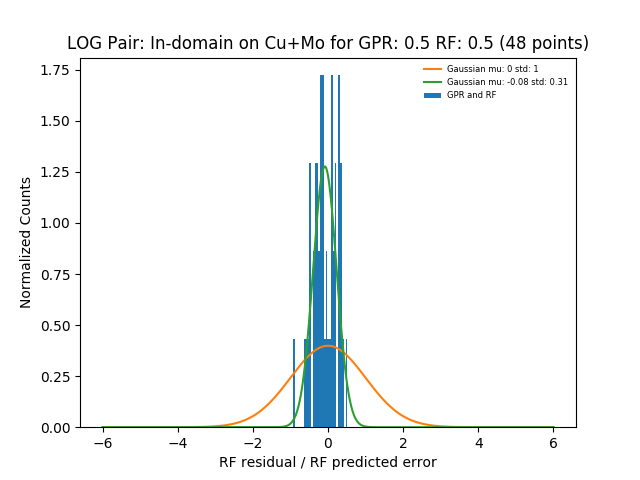 LOG Pair: In-domain on Cu+Mo for GPR: 0.5 RF: 0.5 (48 points)
Gaussian mu: 0 std: 1
Gaussian mu: -0.08 std: 0.31
GPR and RF
Normalized Counts
1.75
1.50
1.25
1.00
0.75
0.50
0.25
0.00
−6 −4 −2 0 2 4 6
RF residual / RF predicted error